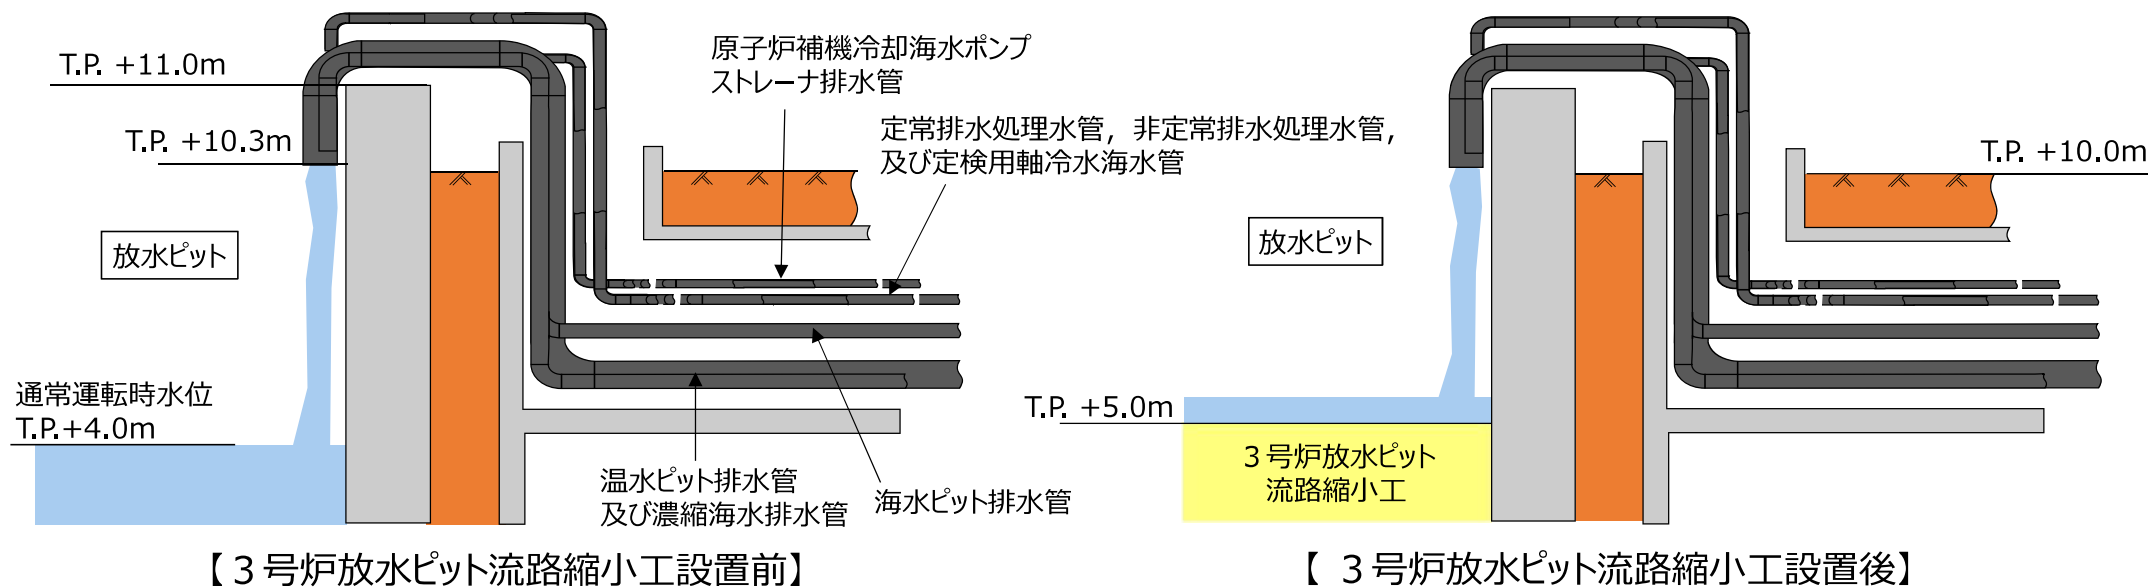 T.P. +11.0m
T.P. +10.3m
放水ピット
通常運転時水位
T.P.+4.0m
原子炉補機冷却海水ポンプ
ストレーナ排水管
定常排水処理水管，非定常排水処理水管，
及び定検用軸冷水海水管
温水ピット排水管
及び濃縮海水排水管
海水ピット排水管
【３号炉放水ピット流路縮小工設置前】
T.P. +10.0m
放水ピット
T.P. +5.0m
３号炉放水ピット
流路縮小工
【 ３号炉放水ピット流路縮小工設置後】